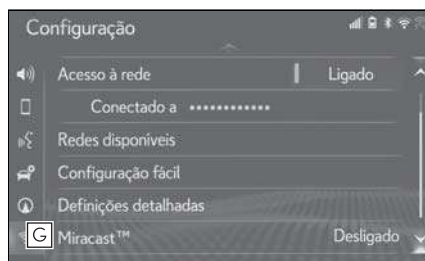 Configuração
Acesso à rede Ligado
Conectado a ············
Redes disponíveis
Configuração fácil
Definições detalhadas
G Miracast™ Desligado